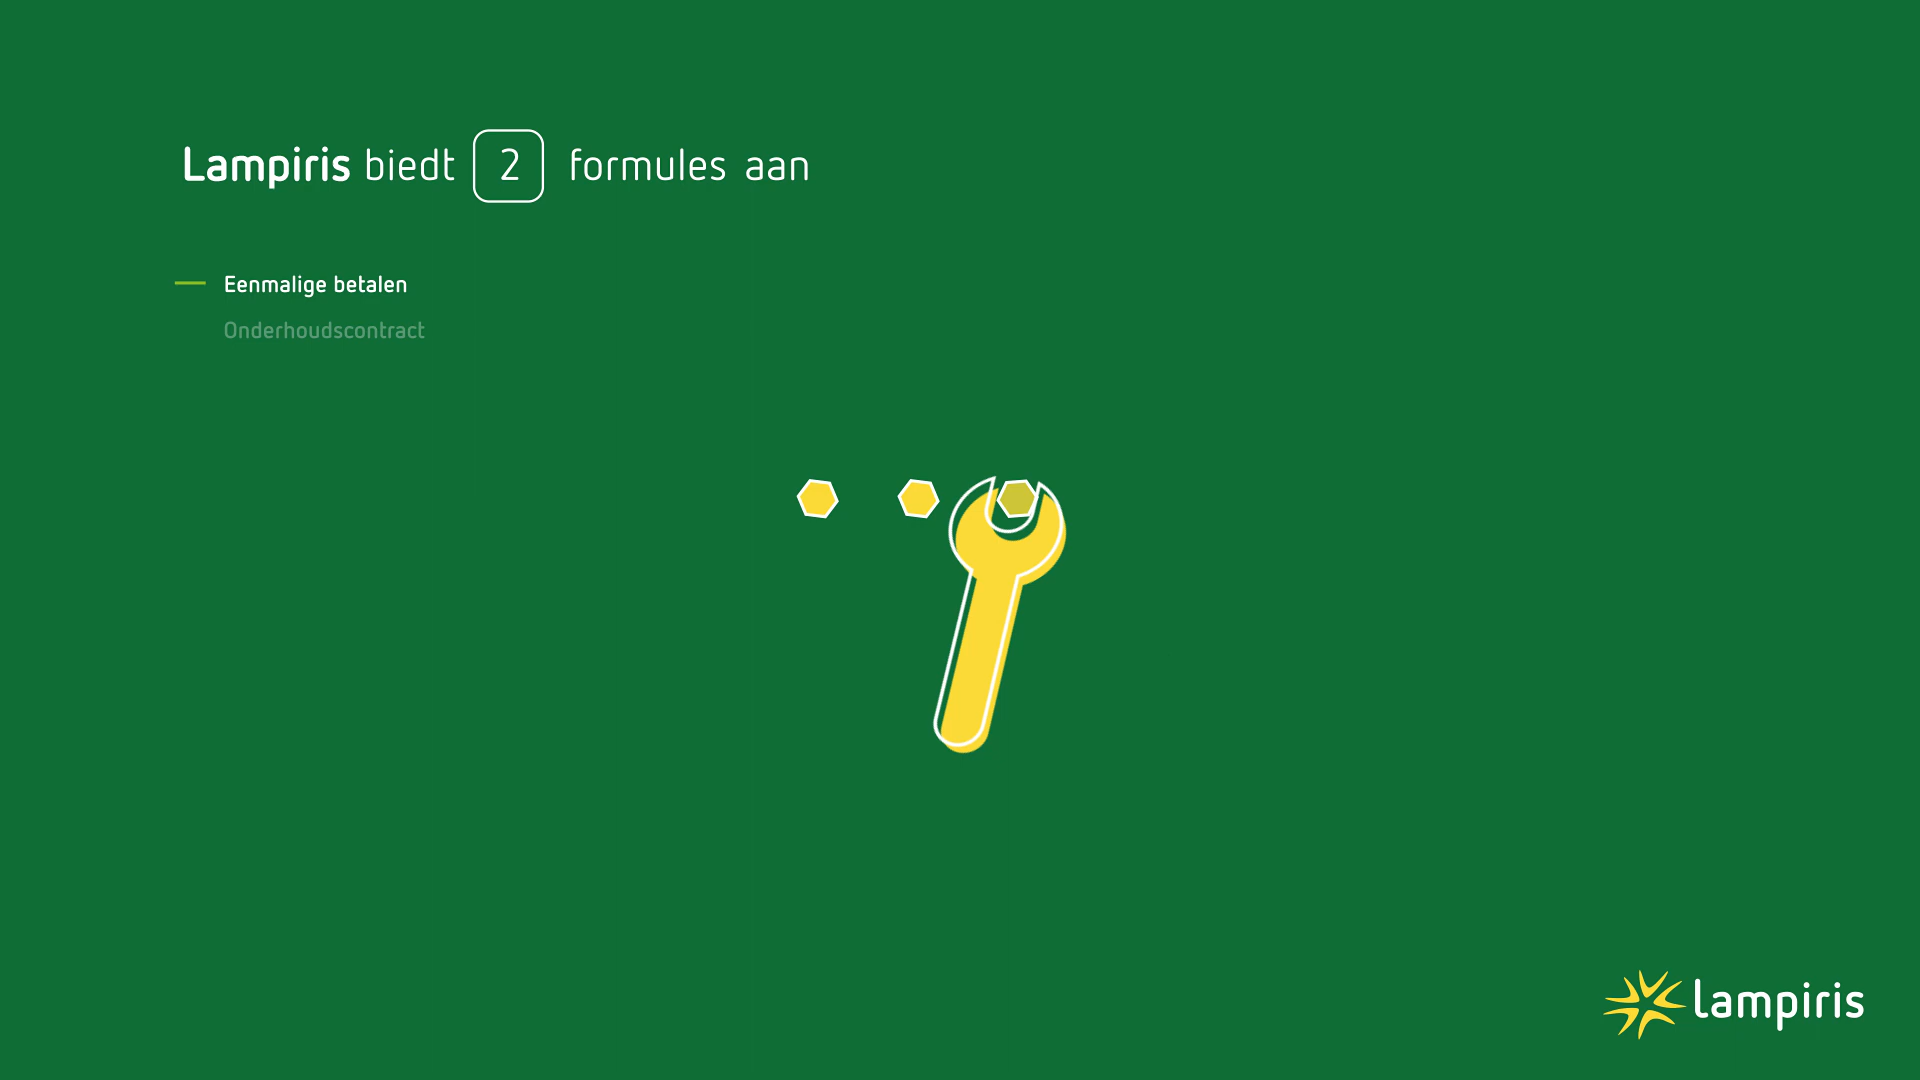 Lampiris biedt 2 formules aan
Eenmalige betalen
Onderhoudscontract
lampiris